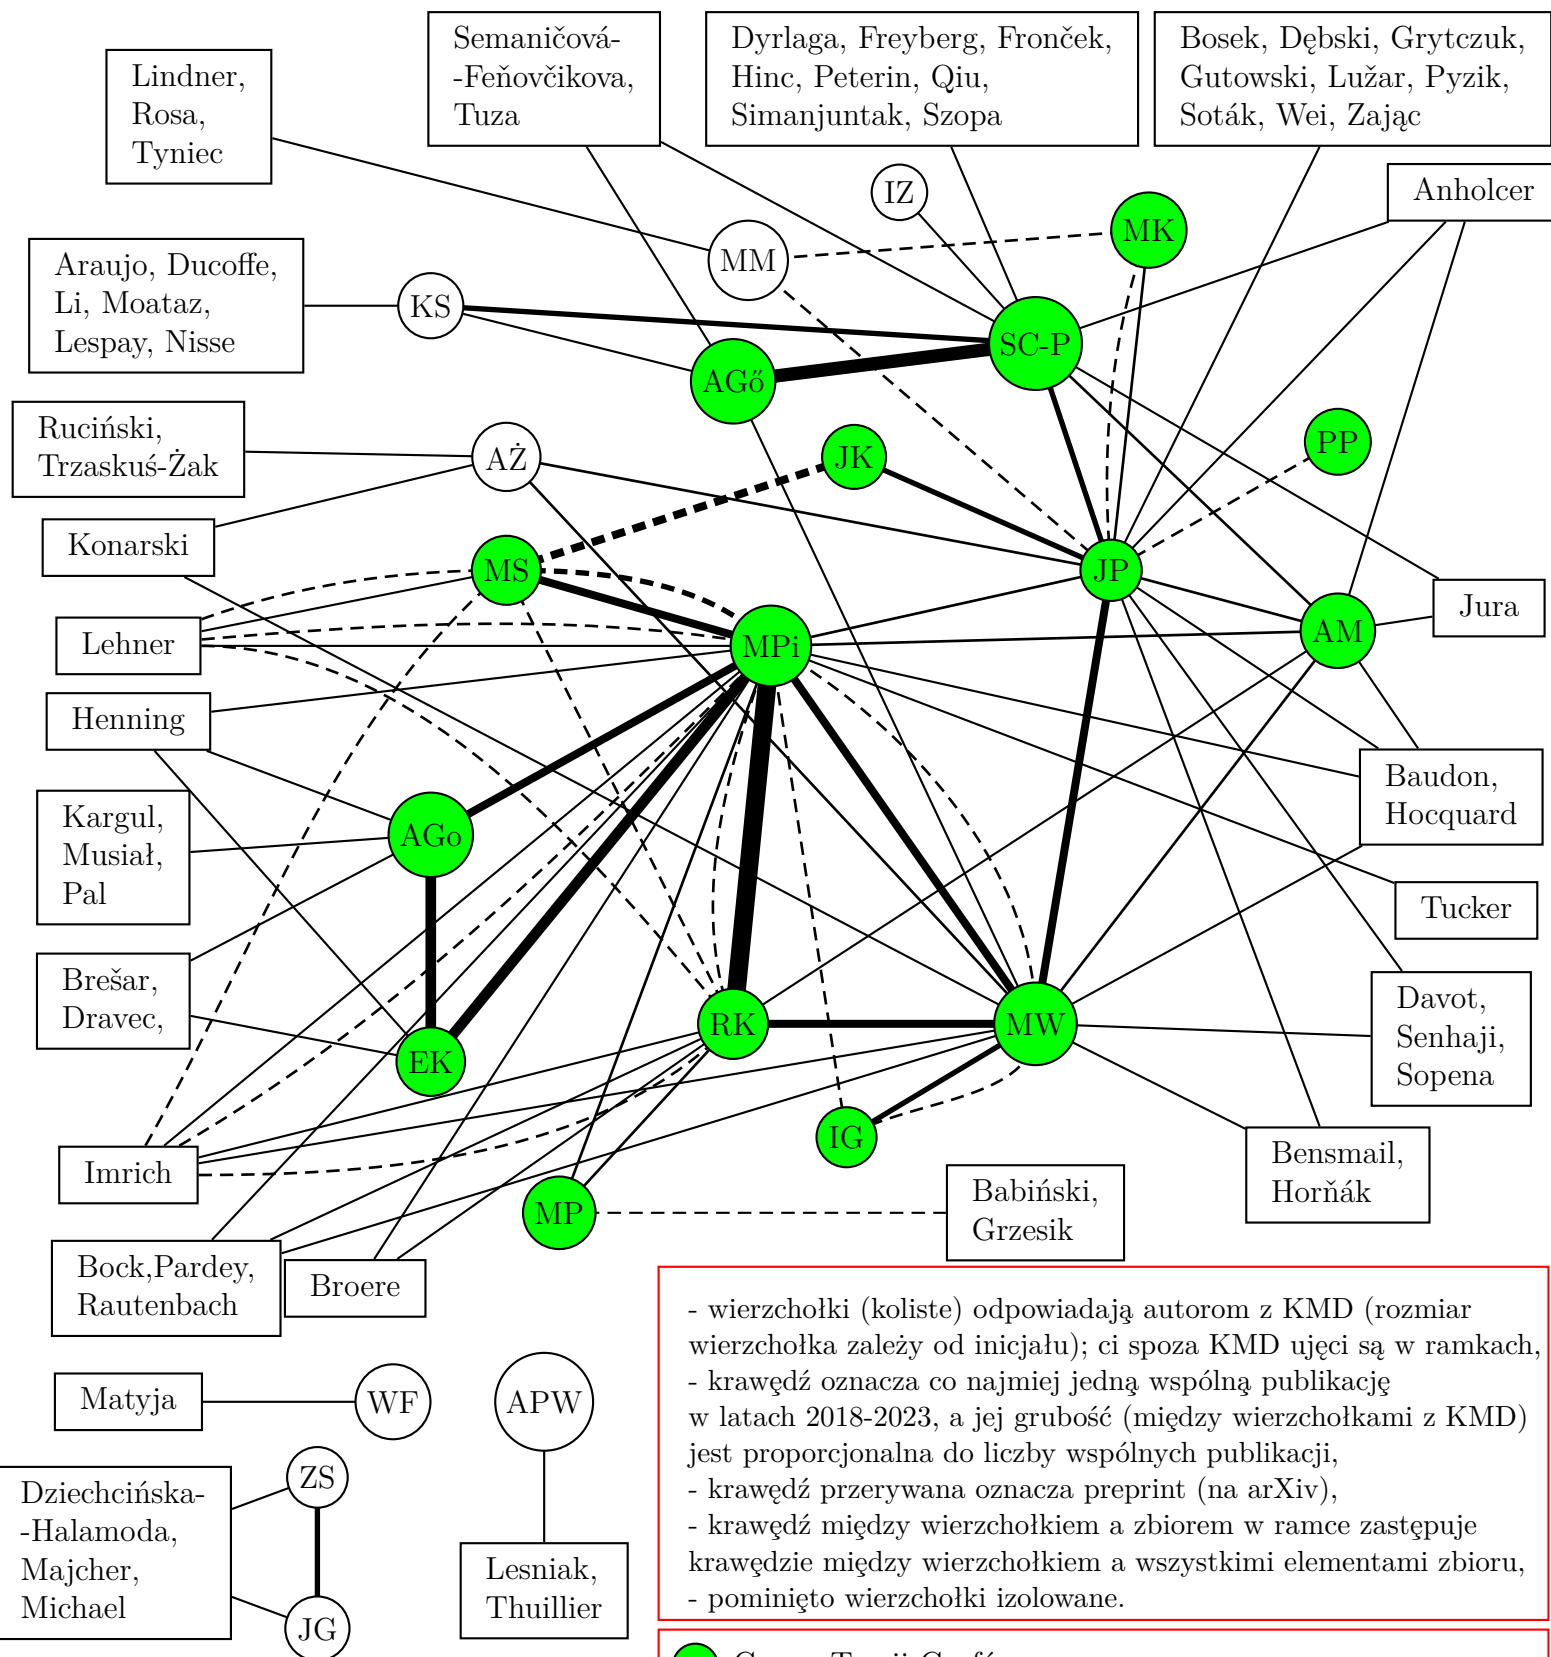 Semaničová-
-Feňovčikova,
Tuza
Dyrlaga, Freyberg, Fronček,
Hinc, Peterin, Qiu,
Simanjuntak, Szopa
Bosek, Dębski, Grytczuk,
Gutowski, Lužar, Pyzik,
Soták, Wei, Zając
Lindner,
Rosa,
Tyniec
IZ
Anholcer
MK
MM
Araujo, Ducoffe,
Li, Moataz,
Lespay, Nisse
KS
SC-P
AGő
Ruciński,
Trzaskuś-Żak
AŻ
JK
PP
Konarski
MS
JP
Jura
Lehner
MPi
AM
Henning
Baudon,
Hocquard
Kargul,
Musiał,
Pal
AGo
Tucker
Brešar,
Dravec,
EK
RK
MW
Davot,
Senhaji,
Sopena
IG
Imrich
Bensmail,
Horňák
MP
Babiński,
Grzesik
Bock,Pardey,
Rautenbach
Broere
- wierzchołki (koliste) odpowiadają autorom z KMD (rozmiar
wierzchołka zależy od inicjału); ci spoza KMD ujęci są w ramkach,
- krawędź oznacza co najmiej jedną wspólną publikację
w latach 2018-2023, a jej grubość (między wierzchołkami z KMD)
jest proporcjonalna do liczby wspólnych publikacji,
- krawędź przerywana oznacza preprint (na arXiv),
- krawędź między wierzchołkiem a zbiorem w ramce zastępuje
krawędzie między wierzchołkiem a wszystkimi elementami zbioru,
- pominięto wierzchołki izolowane.
Matyja
WF
APW
ZS
Dziechcińska-
-Halamoda,
Majcher,
Michael
JG
Lesniak,
Thuillier